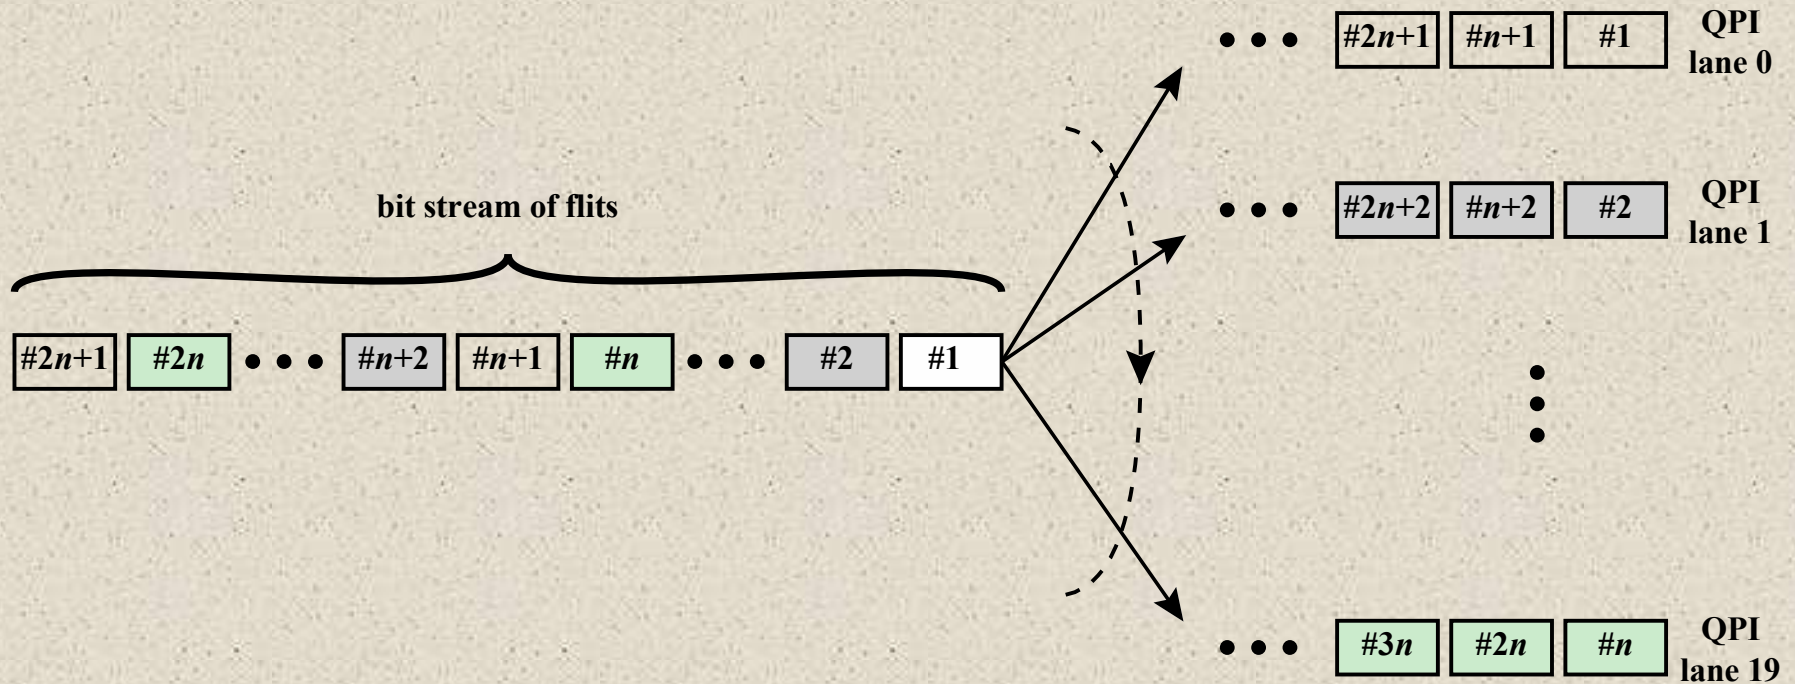 #2n+1 #n+1 #1
QPI
lane 0
bit stream of flits
#2n+2 #n+2 #2
QPI
lane 1
#2n+1 #2n #n+2 #n+1 #n #2 #1
#3n #2n #n
QPI
lane 19